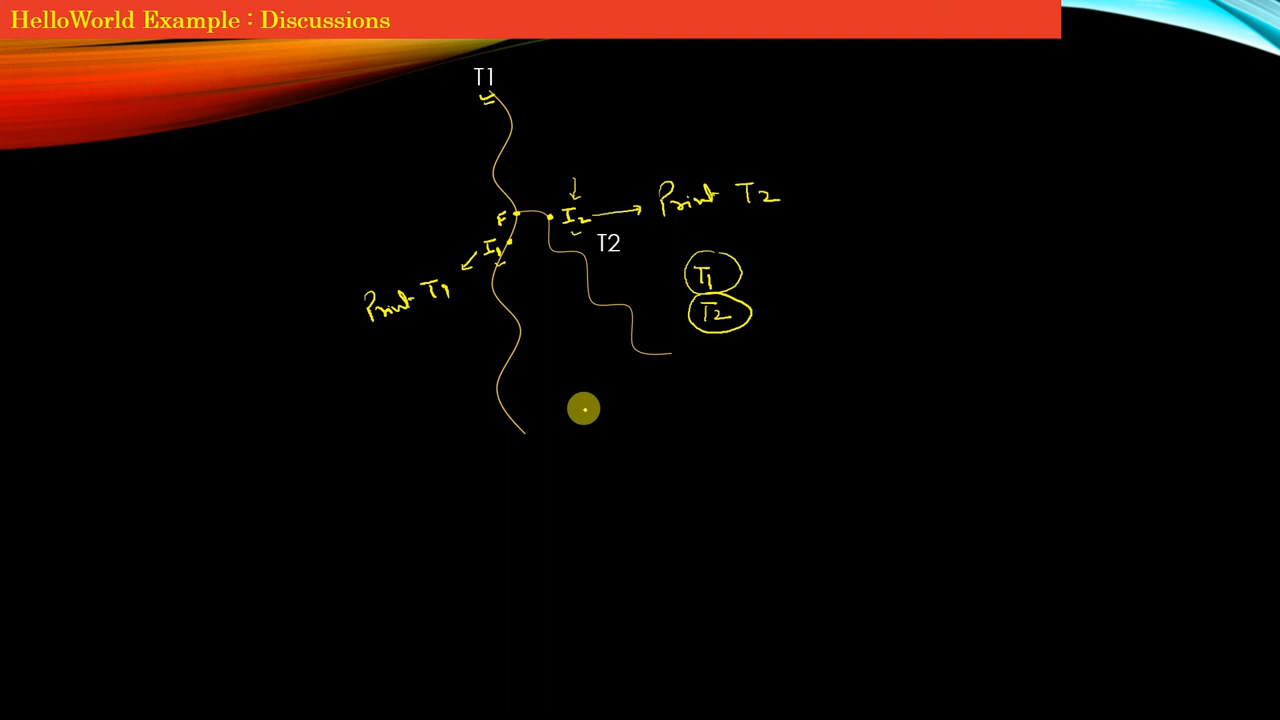 HelloWorld Example : Discussions
T1
F
I2
Print T2
T2
I1
Print T1
T1
T2